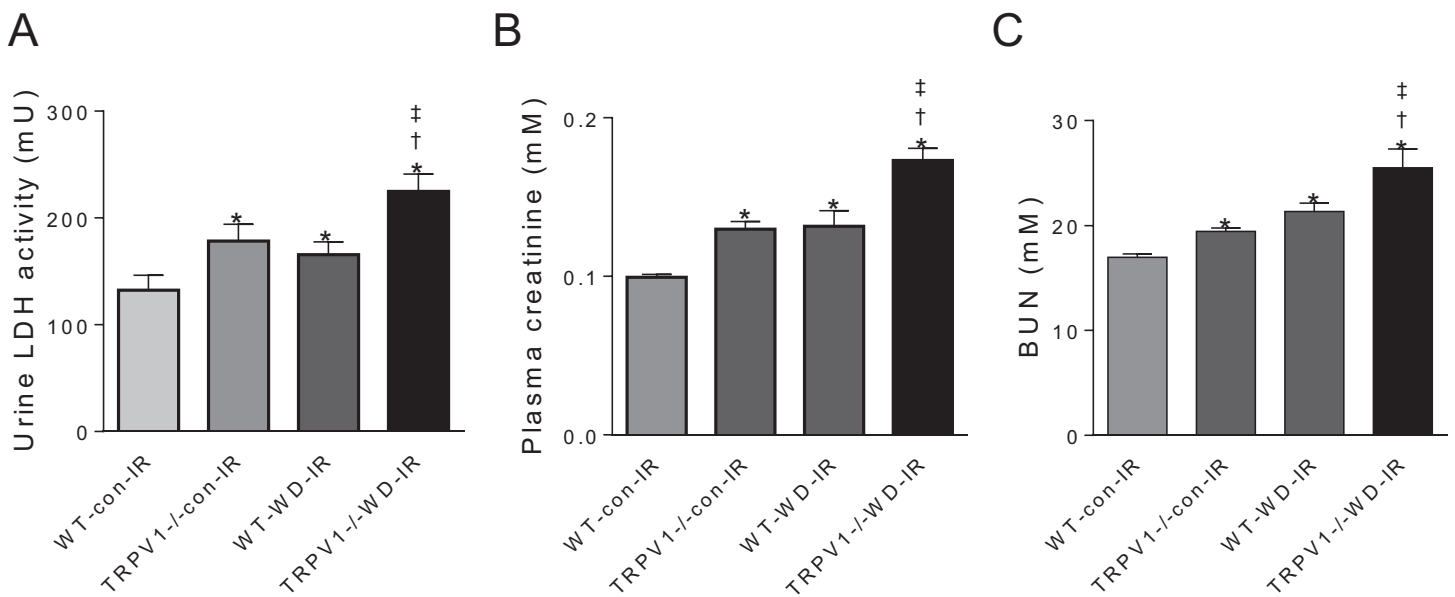 A
Urine LDH activity (mU)
300
200
100
0
*
*
‡
†
*
WT-con-IR
TRPV1-/-con-IR
WT-WD-IR
TRPV1-/-WD-IR
B
Plasma creatinine (mM)
0.2
0.1
0.0
*
*
‡
†
*
WT-con-IR
TRPV1-/-con-IR
WT-WD-IR
TRPV1-/-WD-IR
C
BUN (mM)
30
20
10
0
*
*
‡
†
*
WT-con-IR
TRPV1-/-con-IR
WT-WD-IR
TRPV1-/-WD-IR